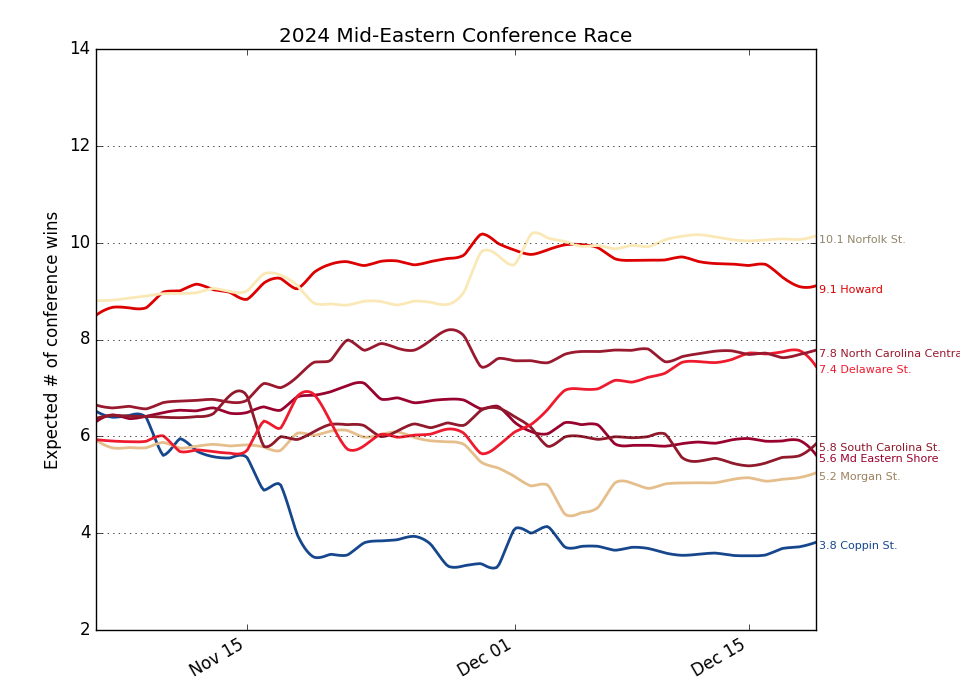 2024 Mid-Eastern Conference Race
Expected # of conference wins
14
12
10
8
6
4
2
10.1 Norfolk St.
9.1 Howard
7.8 North Carolina Centra
7.4 Delaware St.
5.8 South Carolina St.
5.6 Md Eastern Shore
5.2 Morgan St.
3.8 Coppin St.
Nov 15
Dec 01
Dec 15